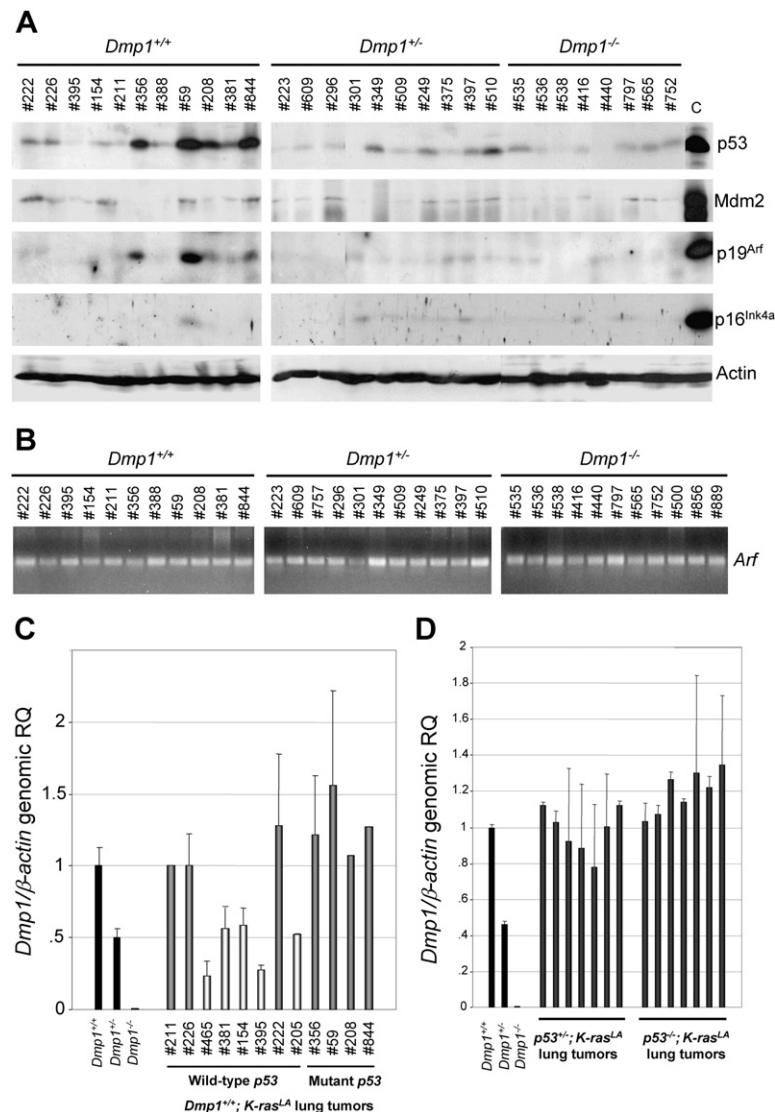 A
Dmp1+/+ Dmp1+/- Dmp1-/-
#222 #226 #395 #154 #211 #356 #388 #59 #208 #381 #844 #223 #609 #296 #301 #349 #509 #249 #375 #397 #510 #535 #536 #538 #416 #440 #797 #565 #752 C
p53
Mdm2
p19Arf
p16Ink4a
Actin
B
Dmp1+/+ Dmp1+/- Dmp1-/-
#222 #226 #395 #154 #211 #356 #388 #59 #208 #381 #844 #223 #609 #757 #296 #301 #349 #509 #249 #375 #397 #510 #535 #536 #538 #416 #440 #797 #565 #752 #500 #856 #889
Arf
C
Dmp1/β-actin genomic RQ
2
1.5
1
.5
0
Dmp1+/+ Dmp1+/- Dmp1-/- #211 #226 #465 #381 #154 #395 #222 #205 #356 #59 #208 #844
Wild-type p53 Mutant p53
Dmp1+/+; K-rasLA lung tumors
D
Dmp1/β-actin genomic RQ
2
1.8
1.6
1.4
1.2
1
.8
.6
.4
.2
0
Dmp1+/+ Dmp1+/- Dmp1-/-
p53+/-; K-rasLA p53-/-; K-rasLA
lung tumors lung tumors